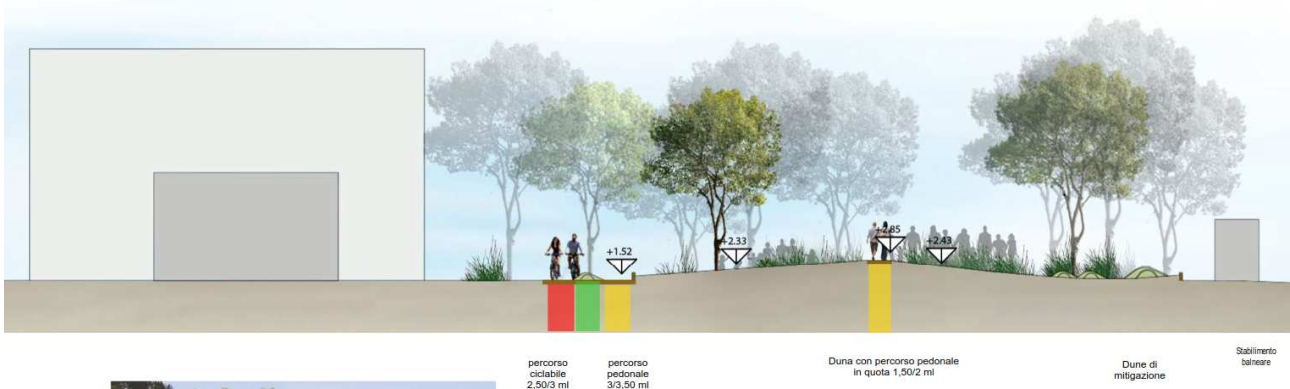 +1.52
+2.33
+2.85
+2.43
percorso
ciclabile
2,50/3 ml
percorso
pedonale
3/3,50 ml
Duna con percorso pedonale
in quota 1,50/2 ml
Dune di
mitigazione
Stabilimento
balneare